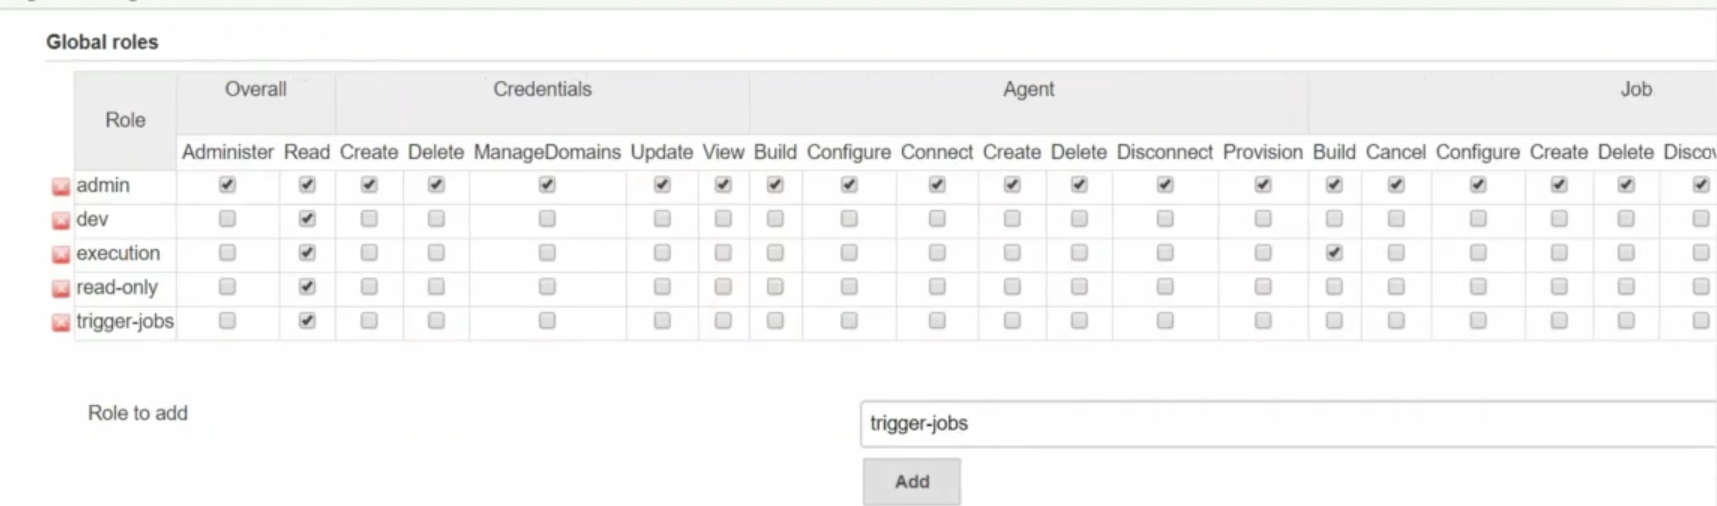 Global roles
Overall Credentials Agent Job
Role
Administer Read Create Delete ManageDomains Update View Build Configure Connect Create Delete Disconnect Provision Build Cancel Configure Create Delete Discov
admin
dev
execution
read-only
trigger-jobs
Role to add
trigger-jobs
Add